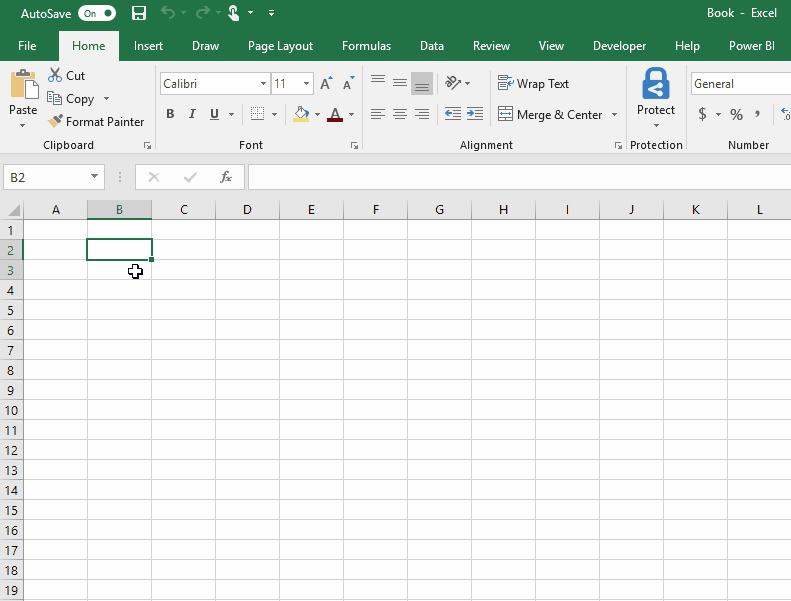 AutoSave On Book - Excel
File Home Insert Draw Page Layout Formulas Data Review View Developer Help Power BI
Paste Cut Copy Format Painter Calibri 11 A A Wrap Text Protect General
B I U A Merge & Center $ % ,
Clipboard Font Alignment Protection Number
B2 fx
A B C D E F G H I J K L
1
2
3
4
5
6
7
8
9
10
11
12
13
14
15
16
17
18
19